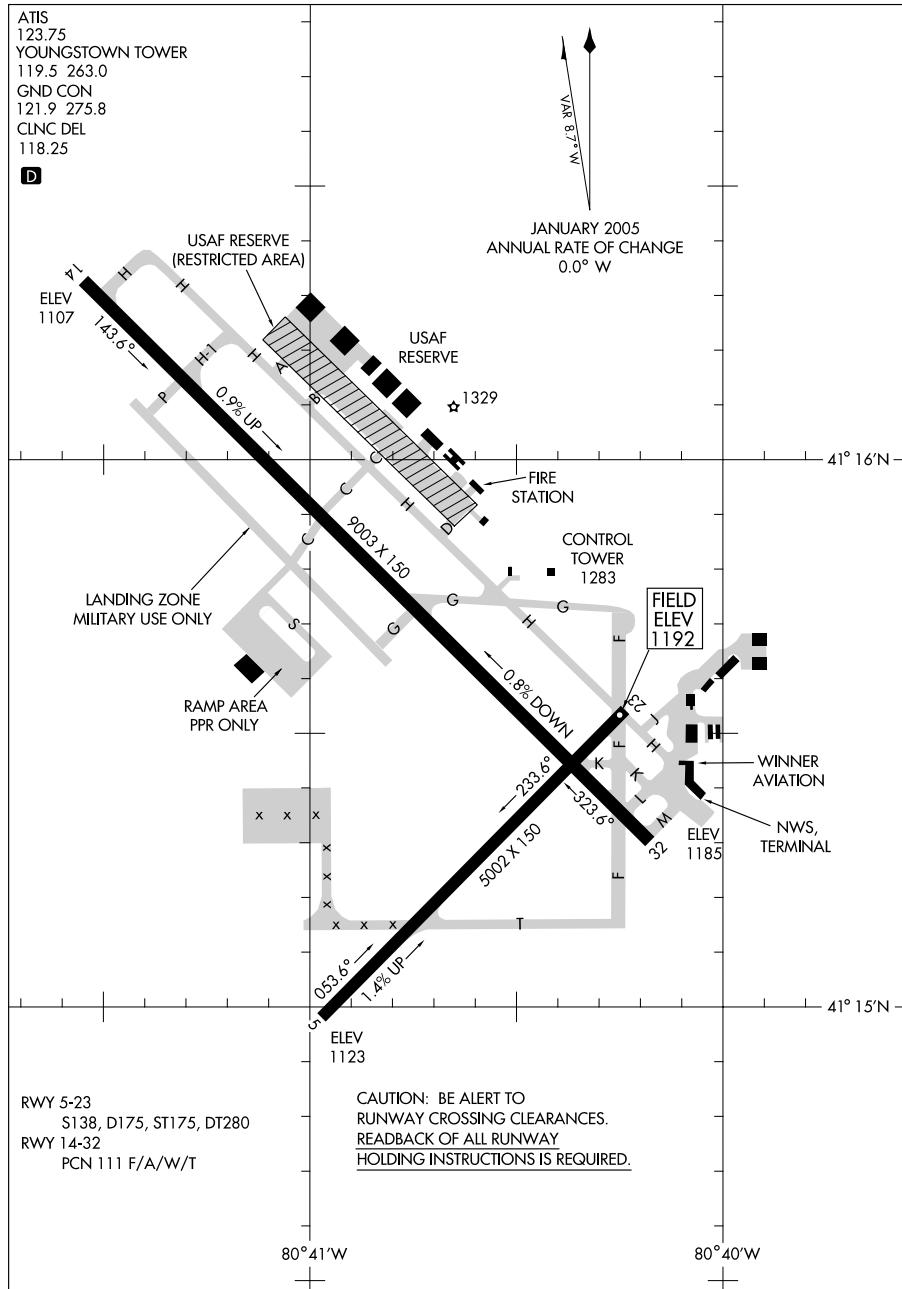 ATIS
123.75
YOUNGSTOWN TOWER
119.5 263.0
GND CON
121.9 275.8
CLNC DEL
118.25
D
VAR 8.7° W
JANUARY 2005
ANNUAL RATE OF CHANGE
0.0° W
USAF RESERVE
(RESTRICTED AREA)
14
ELEV
1107
143.6°
H
H
H-1
H
P
A
B
0.9% UP
USAF
RESERVE
1329
41°16'N
C
C
C
H
D
FIRE
STATION
9003 X 150
CONTROL
TOWER
1283
LANDING ZONE
MILITARY USE ONLY
G
G
G
H
F
S
FIELD
ELEV
1192
RAMP AREA
PPR ONLY
0.8% DOWN
23
J
H
F
K
K
L
M
WINNER
AVIATION
NWS,
TERMINAL
233.6°
323.6°
32
ELEV
1185
5002 X 150
x x x
x
x
x
x x x
F
T
053.6°
1.4% UP
5
ELEV
1123
41°15'N
RWY 5-23
S138, D175, ST175, DT280
RWY 14-32
PCN 111 F/A/W/T
CAUTION: BE ALERT TO
RUNWAY CROSSING CLEARANCES.
READBACK OF ALL RUNWAY
HOLDING INSTRUCTIONS IS REQUIRED.
80°41'W
80°40'W